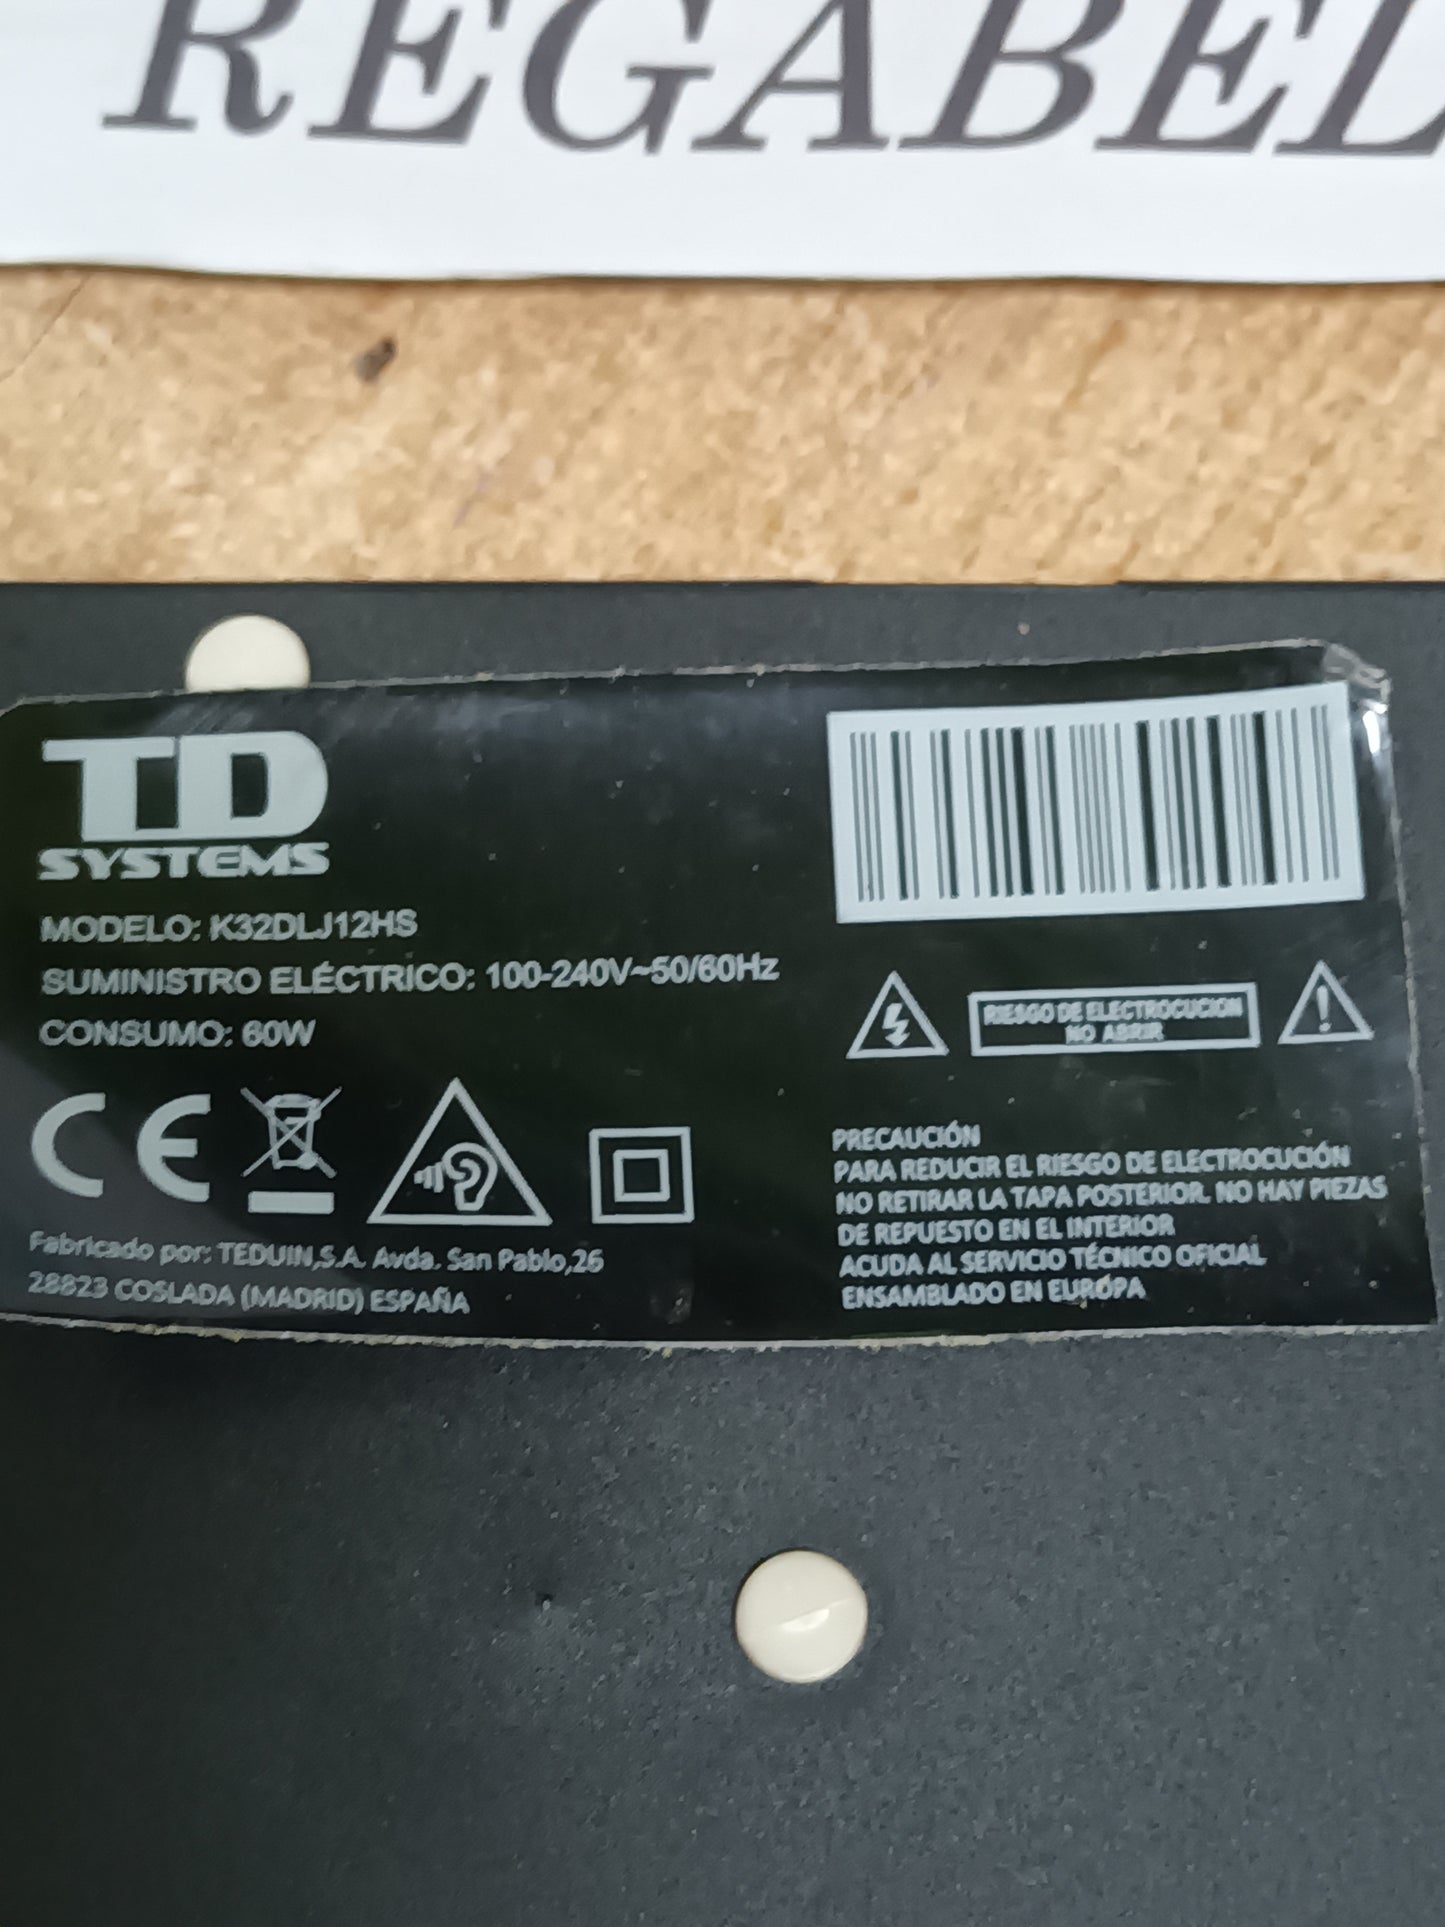 REGABEL
TD
SYSTEMS
MODELO: K32DLJ12HS
SUMINISTRO ELÉCTRICO: 100-240V~50/60Hz
CONSUMO: 60W
CE
Fabricado por: TEDUIN,S.A. Avda. San Pablo,26
28823 COSLADA (MADRID) ESPAÑA
RIESGO DE ELECTROCUCION
NO ABRIR
PRECAUCIÓN
PARA REDUCIR EL RIESGO DE ELECTROCUCIÓN
NO RETIRAR LA TAPA POSTERIOR. NO HAY PIEZAS
DE REPUESTO EN EL INTERIOR
ACUDA AL SERVICIO TÉCNICO OFICIAL
ENSAMBLADO EN EUROPA